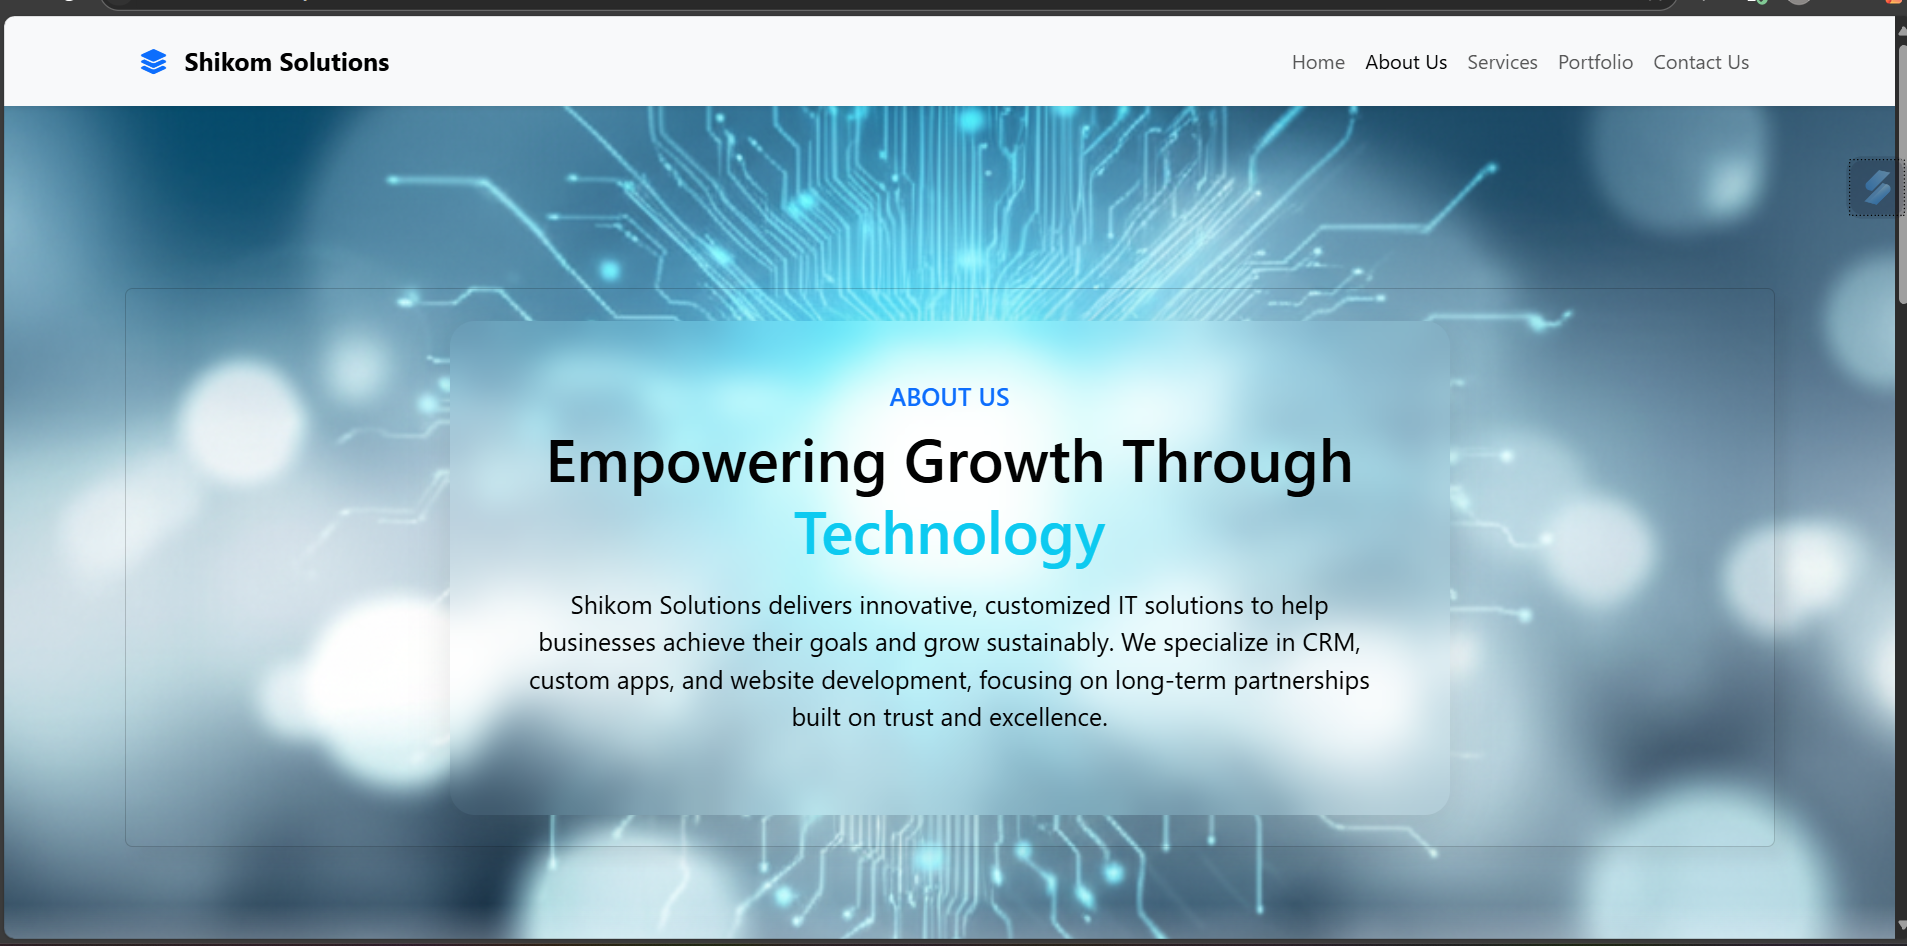 Shikom Solutions
Home About Us Services Portfolio Contact Us
ABOUT US
Empowering Growth Through
Technology
Shikom Solutions delivers innovative, customized IT solutions to help
businesses achieve their goals and grow sustainably. We specialize in CRM,
custom apps, and website development, focusing on long-term partnerships
built on trust and excellence.